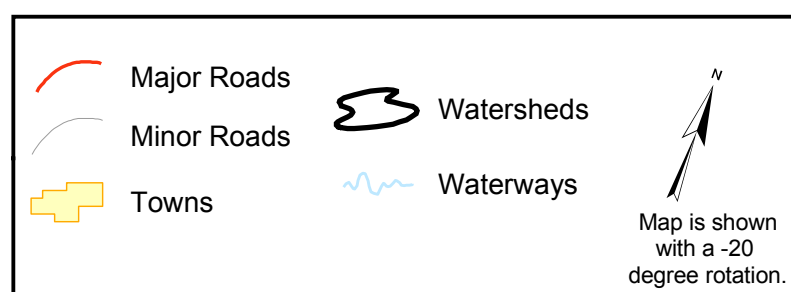 Major Roads
Minor Roads
Towns
Watersheds
Waterways
N
Map is shown
with a -20
degree rotation.